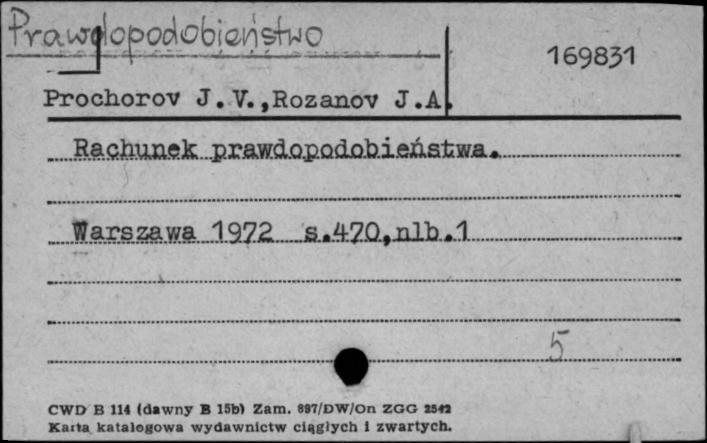 Prawdopodobieństwo
169831
Prochorov J.V.,Rozanov J.A.
Rachunek prawdopodobieństwa.
Warszawa 1972 s.470,nlb.1
5
CWD B 114 (dawny B 15b) Zam. 897/DW/On ZGG 2542
Karta katalogowa wydawnictw ciągłych i zwartych.